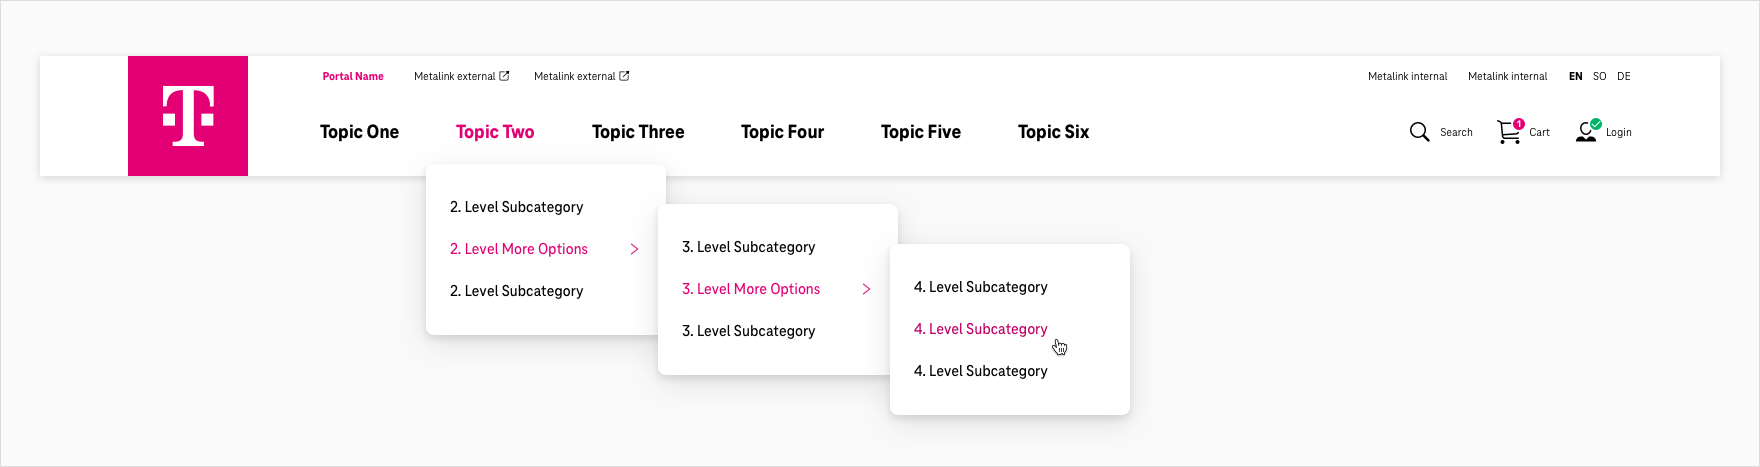 Portal Name Metalink external Metalink external Metalink internal Metalink internal EN SO DE
T
Topic One Topic Two Topic Three Topic Four Topic Five Topic Six Search 1 Cart Login
2. Level Subcategory
2. Level More Options
2. Level Subcategory
3. Level Subcategory
3. Level More Options
3. Level Subcategory
4. Level Subcategory
4. Level Subcategory
4. Level Subcategory